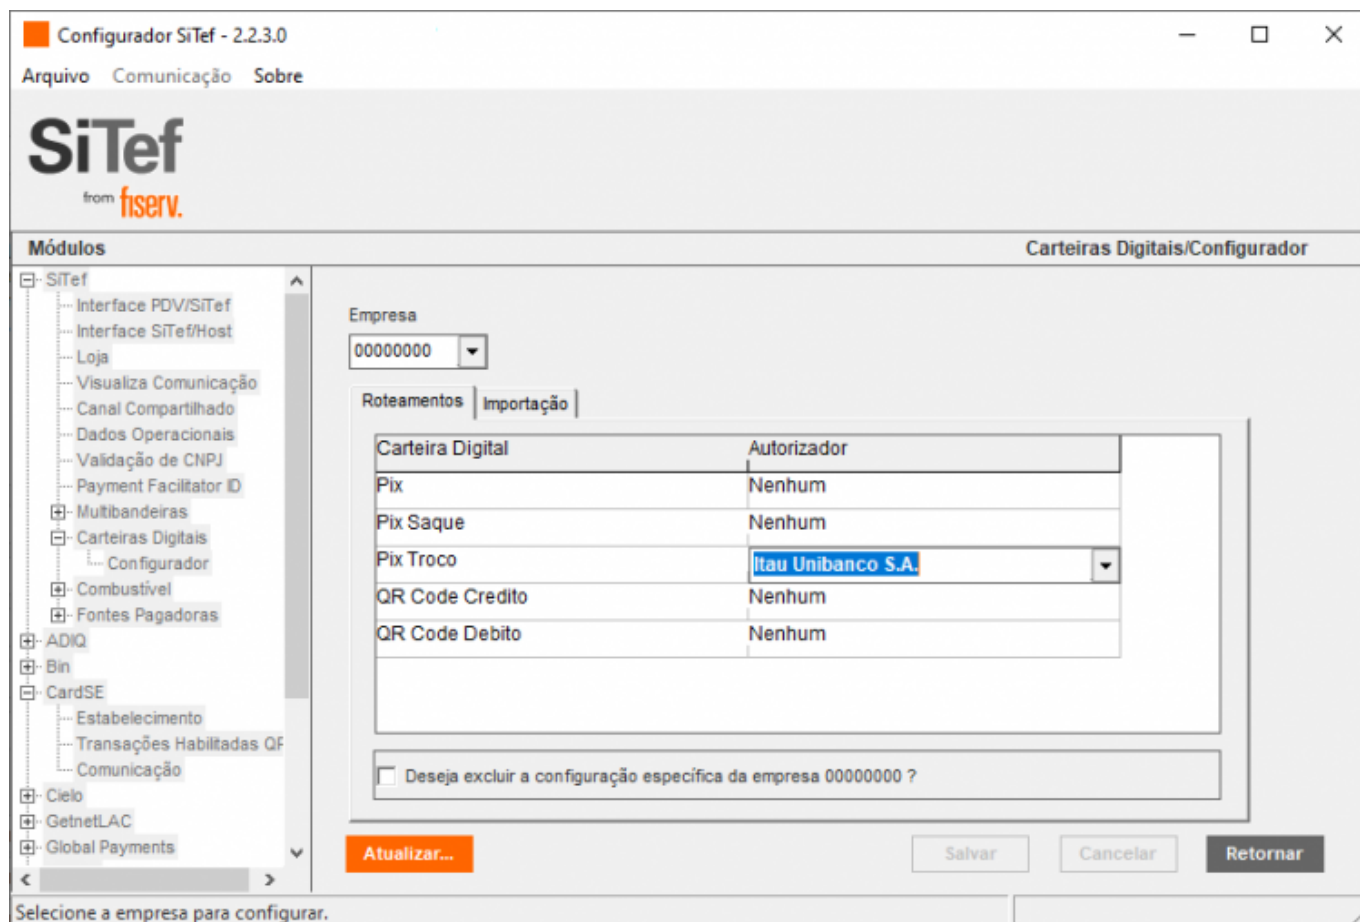 Configurador SiTef - 2.2.3.0
Arquivo Comunicação Sobre
SiTef
from fiserv.
Módulos
Carteiras Digitais/Configurador
SiTef
Interface PDV/SiTef
Interface SiTef/Host
Loja
Visualiza Comunicação
Canal Compartilhado
Dados Operacionais
Validação de CNPJ
Payment Facilitator ID
Multibandeiras
Carteiras Digitais
Configurador
Combustível
Fontes Pagadoras
ADIQ
Bin
CardSE
Estabelecimento
Transações Habilitadas QF
Comunicação
Cielo
GetnetLAC
Global Payments
Empresa
00000000
Roteamentos Importação
Carteira Digital Autorizador
Pix Nenhum
Pix Saque Nenhum
Pix Troco Itau Unibanco S.A.
QR Code Credito Nenhum
QR Code Debito Nenhum
Deseja excluir a configuração específica da empresa 00000000 ?
Atualizar... Salvar Cancelar Retornar
Selecione a empresa para configurar.